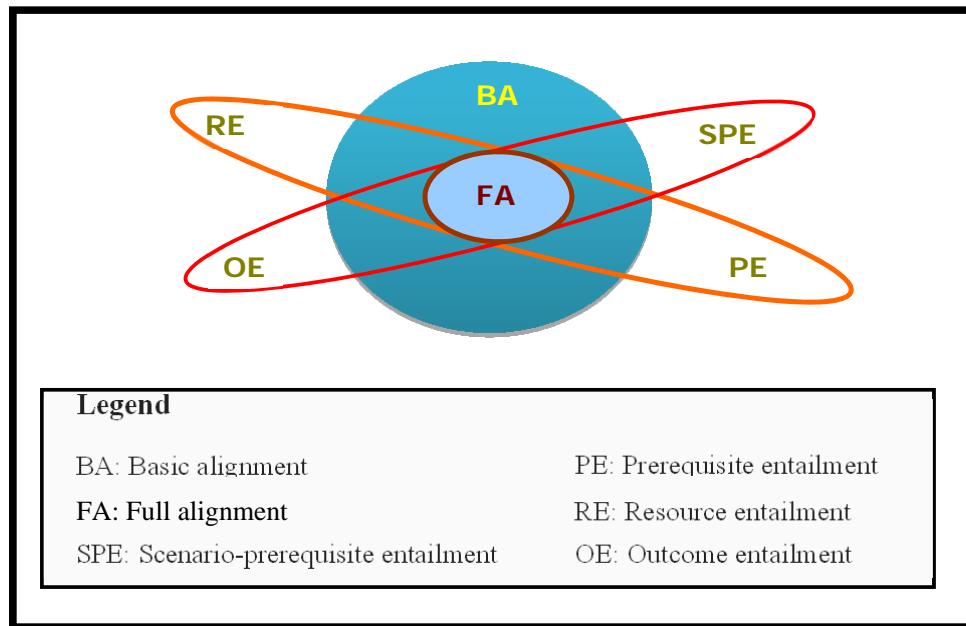 BA
RE
SPE
FA
OE
PE
Legend
BA: Basic alignment
PE: Prerequisite entailment
FA: Full alignment
RE: Resource entailment
SPE: Scenario-prerequisite entailment
OE: Outcome entailment